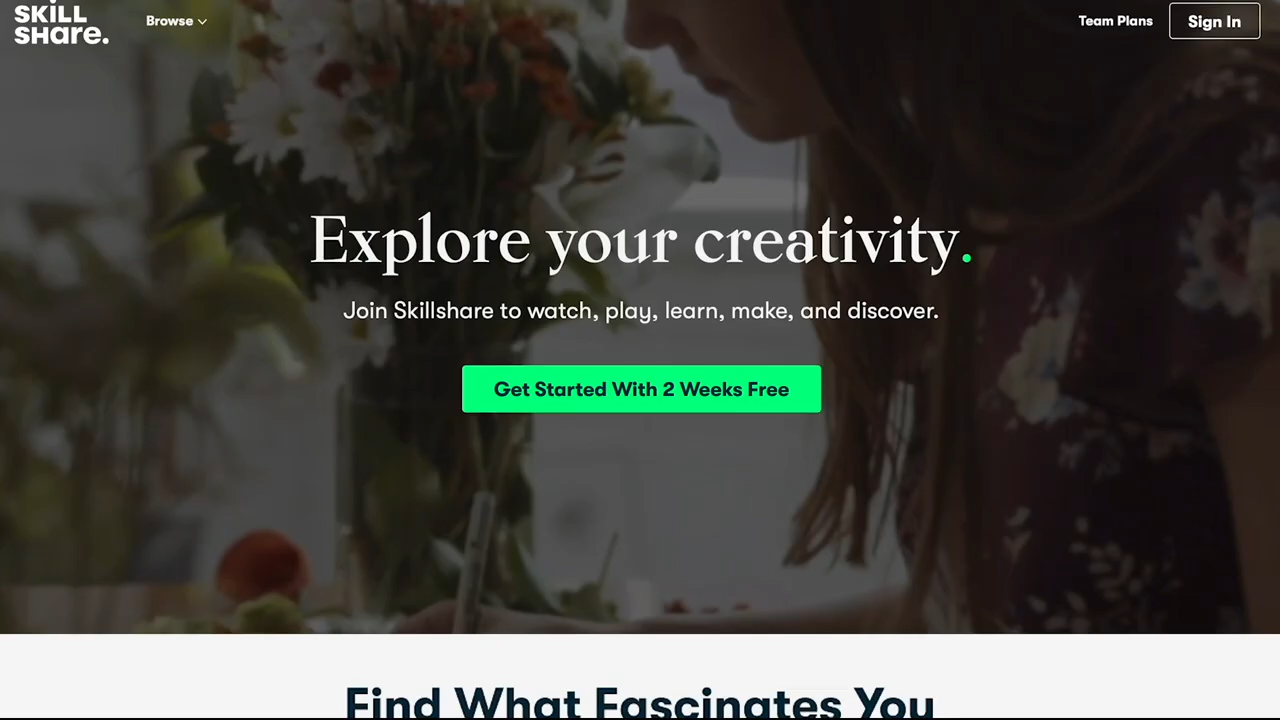 SKILL
SHare.
Browse
Team Plans
Sign In
Explore your creativity.
Join Skillshare to watch, play, learn, make, and discover.
Get Started With 2 Weeks Free
Find What Fascinates You